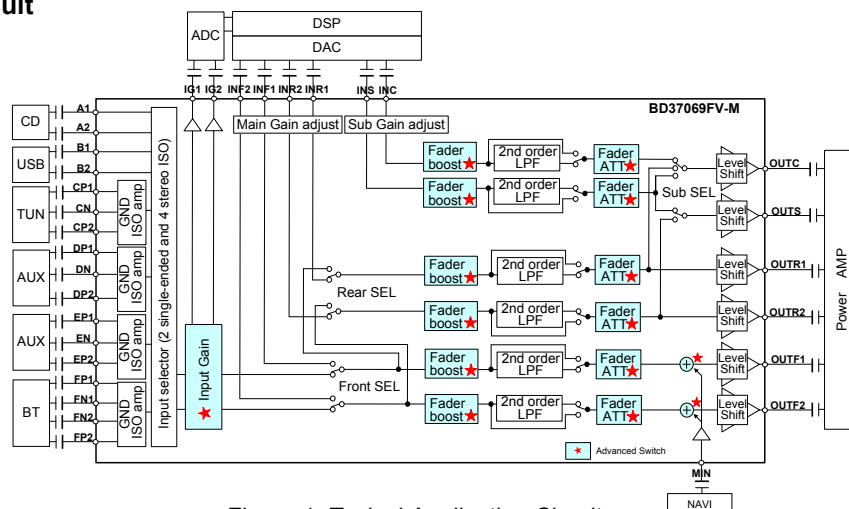 uit
ADC
DSP
DAC
IG1 IG2 INF2 INF1 INR2 INR1 INS INC
BD37069FV-M
Main Gain adjust
Sub Gain adjust
CD
A1
A2
USB
B1
B2
TUN
CP1
CN
CP2
AUX
DP1
DN
DP2
AUX
EP1
EN
EP2
BT
FP1
FN1
FN2
FP2
GND
ISO amp
GND
ISO amp
GND
ISO amp
GND
ISO amp
Input selector (2 single-ended and 4 stereo ISO)
Input Gain
Fader
boost
2nd order
LPF
Fader
ATT
Level
Shift
OUTC
Fader
boost
2nd order
LPF
Fader
ATT
Sub SEL
Level
Shift
OUTS
Rear SEL
Fader
boost
2nd order
LPF
Fader
ATT
Level
Shift
OUTR1
Fader
boost
2nd order
LPF
Fader
ATT
Level
Shift
OUTR2
Front SEL
Fader
boost
2nd order
LPF
Fader
ATT
Level
Shift
OUTF1
Fader
boost
2nd order
LPF
Fader
ATT
Level
Shift
OUTF2
Power AMP
Advanced Switch
MIN
NAVI